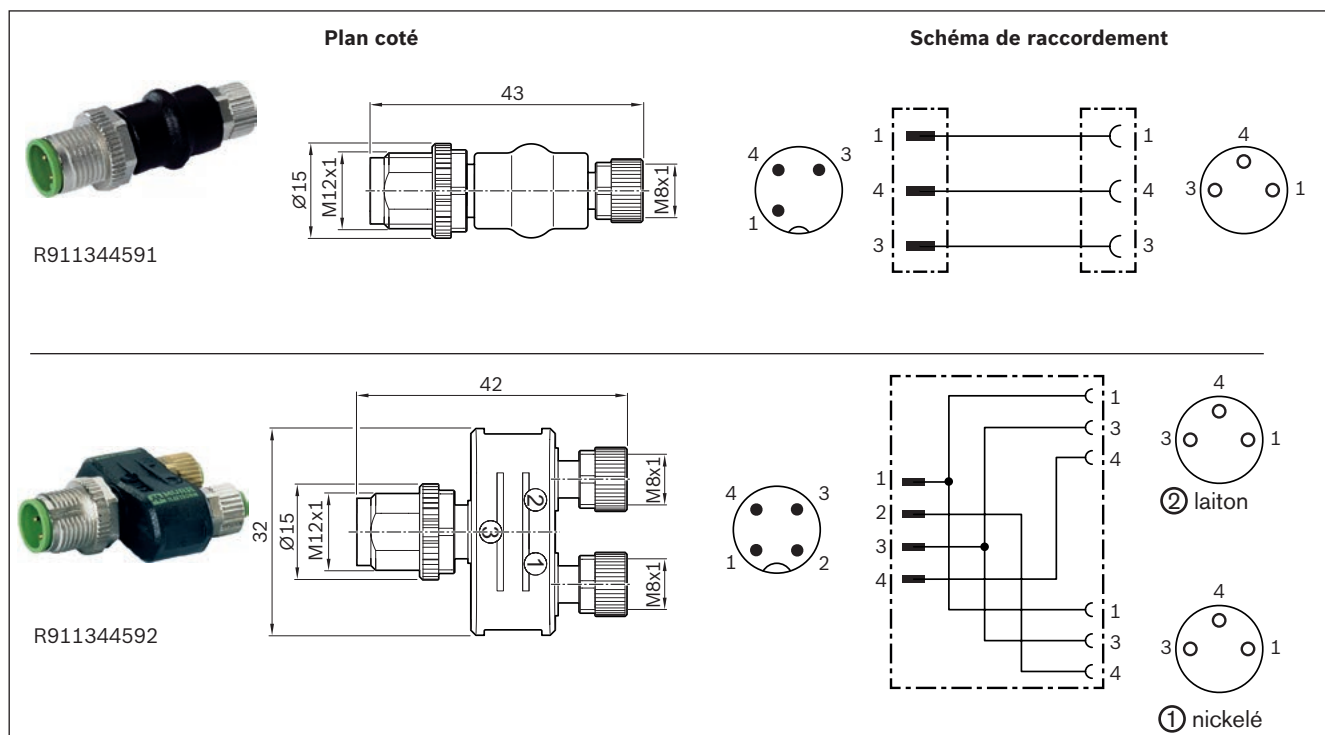 Plan coté
Schéma de raccordement
R911344591
43
Ø15
M12x1
M8x1
4 3
1
1 1
4 4
3 3
4
3 1
R911344592
42
32
Ø15
M12x1
M8x1
M8x1
②
③
①
4 3
1 2
1
2
3
4
1
3
4
1
3
4
4
3 1
② laiton
4
3 1
① nickelé